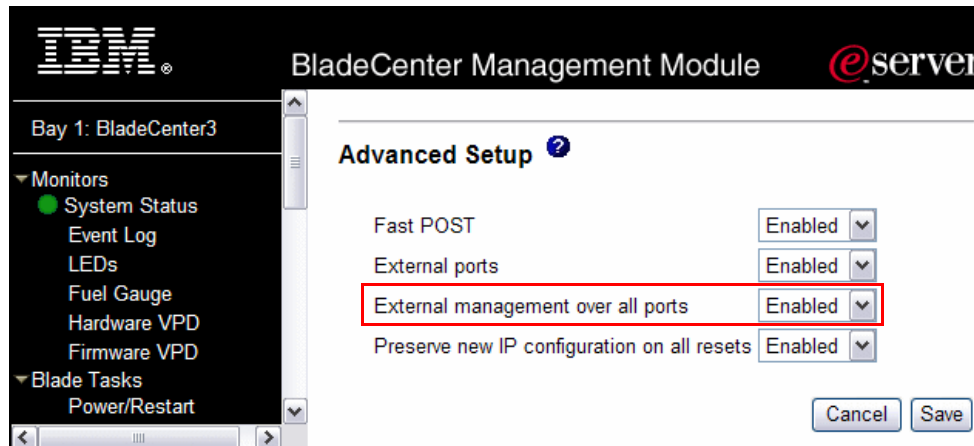 IBM®
BladeCenter Management Module
eserver
Bay 1: BladeCenter3
Monitors
System Status
Event Log
LEDs
Fuel Gauge
Hardware VPD
Firmware VPD
Blade Tasks
Power/Restart
Advanced Setup ?
Fast POST Enabled
External ports Enabled
External management over all ports Enabled
Preserve new IP configuration on all resets Enabled
Cancel Save